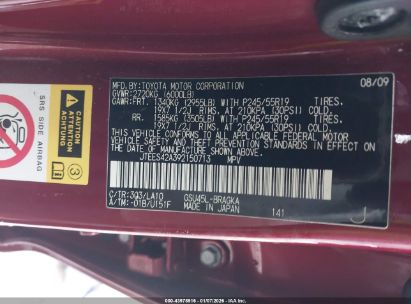 MFD.BY:TOYOTA MOTOR CORPORATION 08/09
GVWR:2720KG (6000LB)
GAWR:FRT. 1340KG (2955LB) WITH P245/55R19 TIRES,
19X7 1/2J RIMS, AT 210KPA (30PSI) COLD.
RR. 1585KG (3505LB) WITH P245/55R19 TIRES,
19X7 1/2J RIMS, AT 210KPA (30PSI) COLD.
THIS VEHICLE CONFORMS TO ALL APPLICABLE FEDERAL MOTOR
VEHICLE SAFETY AND THEFT PREVENTION STANDARDS IN EFFECT
ON THE DATE OF MANUFACTURE SHOWN ABOVE.
JTEES42A392150713 MPV
C/TR:3Q3/LA10 GSU45L-BRAGKA
A/TM:-01B/U151F MADE IN JAPAN 141
J
SRS SIDE AIRBAG
3